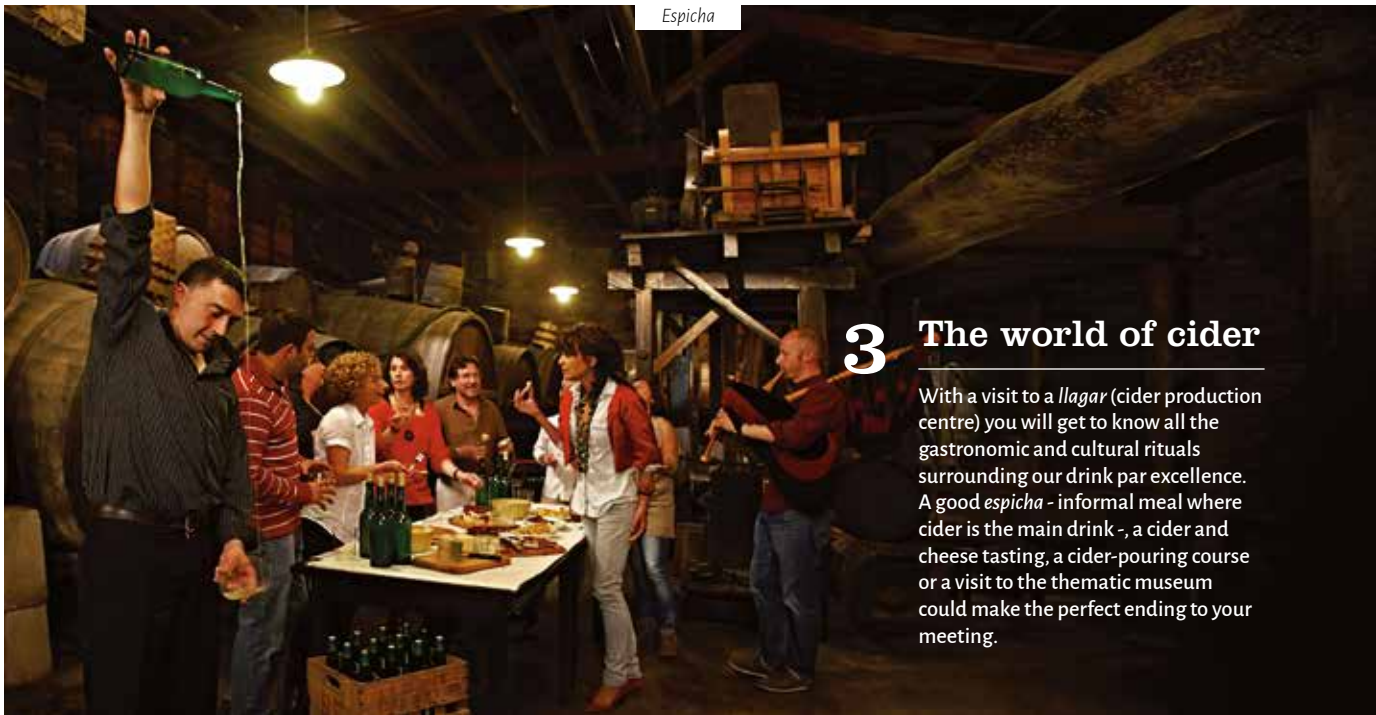 Espicha
3
The world of cider
With a visit to a llagar (cider production
centre) you will get to know all the
gastronomic and cultural rituals
surrounding our drink par excellence.
A good espicha - informal meal where
cider is the main drink -, a cider and
cheese tasting, a cider-pouring course
or a visit to the thematic museum
could make the perfect ending to your
meeting.